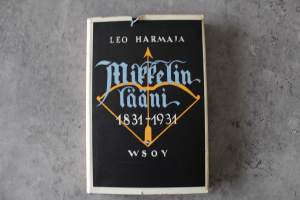 LEO HARMAJA
Mikkelin
lääni
1831-1931
WSOY